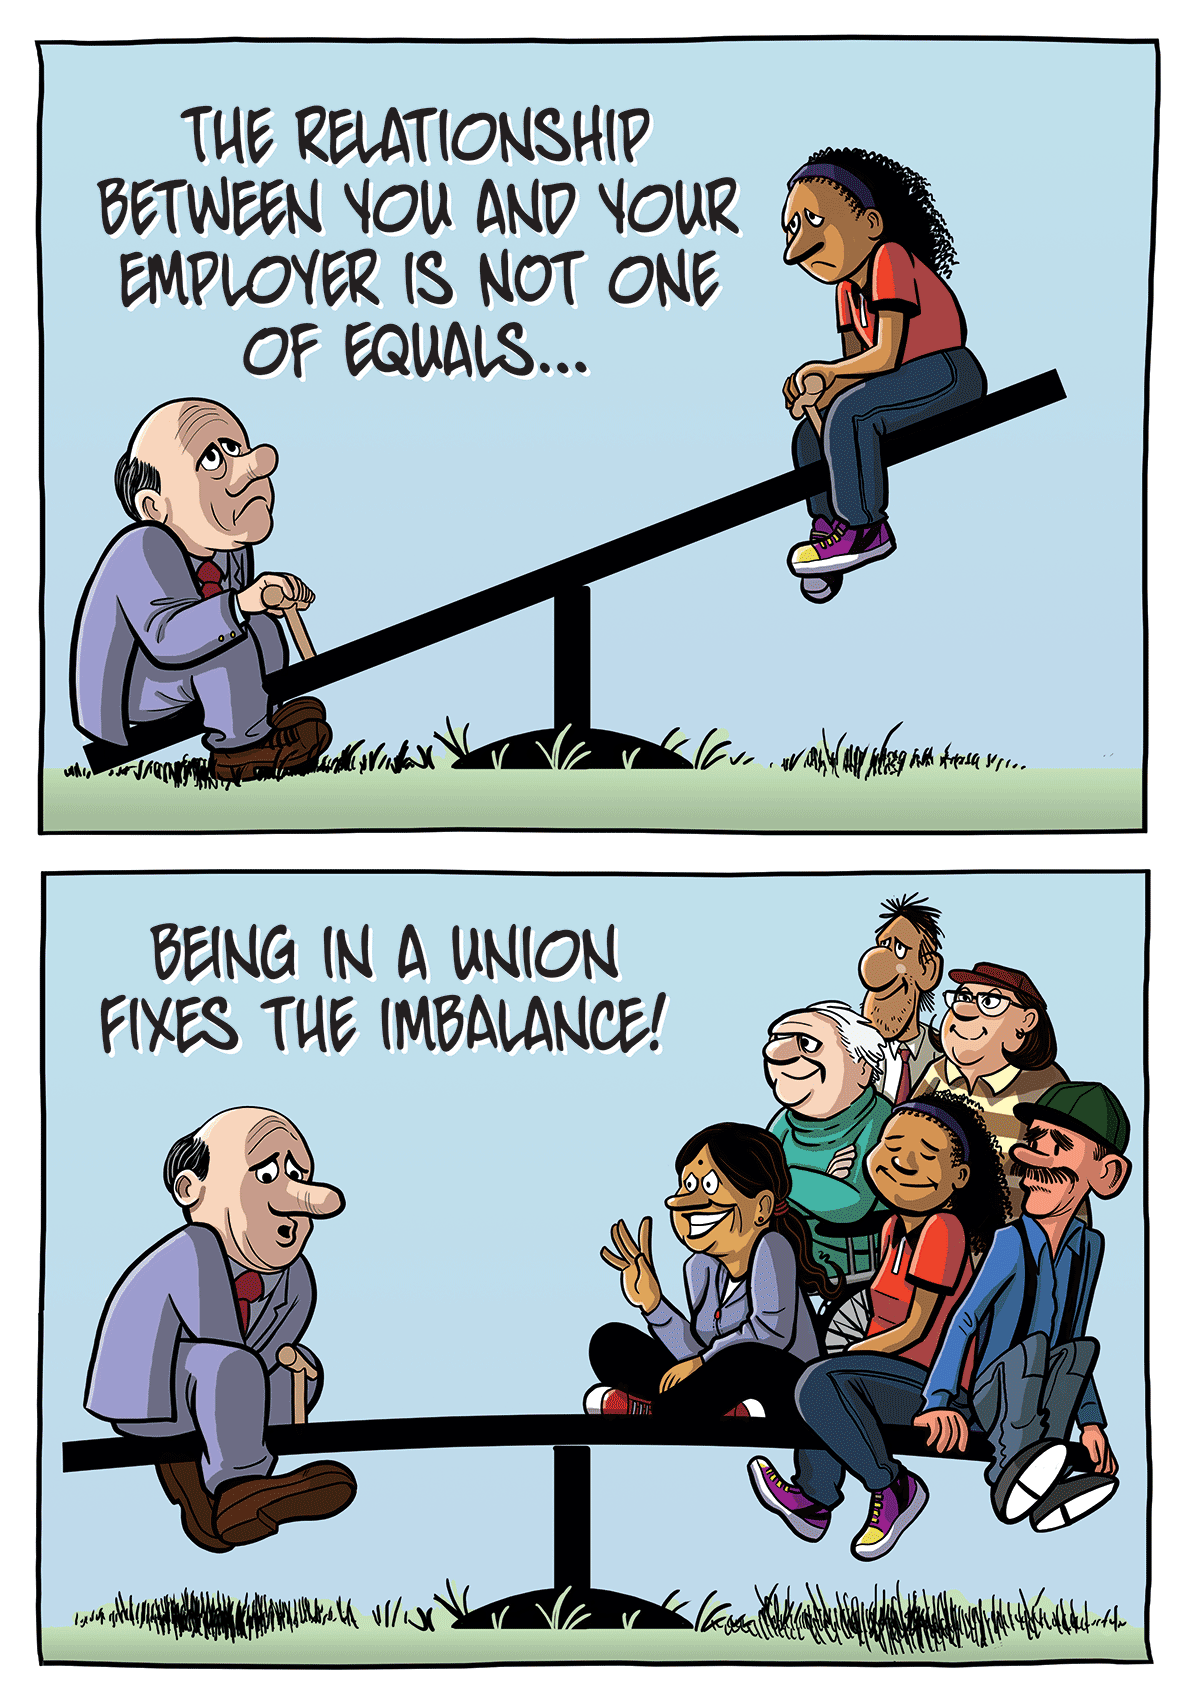 THE RELATIONSHIP
BETWEEN YOU AND YOUR
EMPLOYER IS NOT ONE
OF EQUALS...
BEING IN A UNION
FIXES THE IMBALANCE!